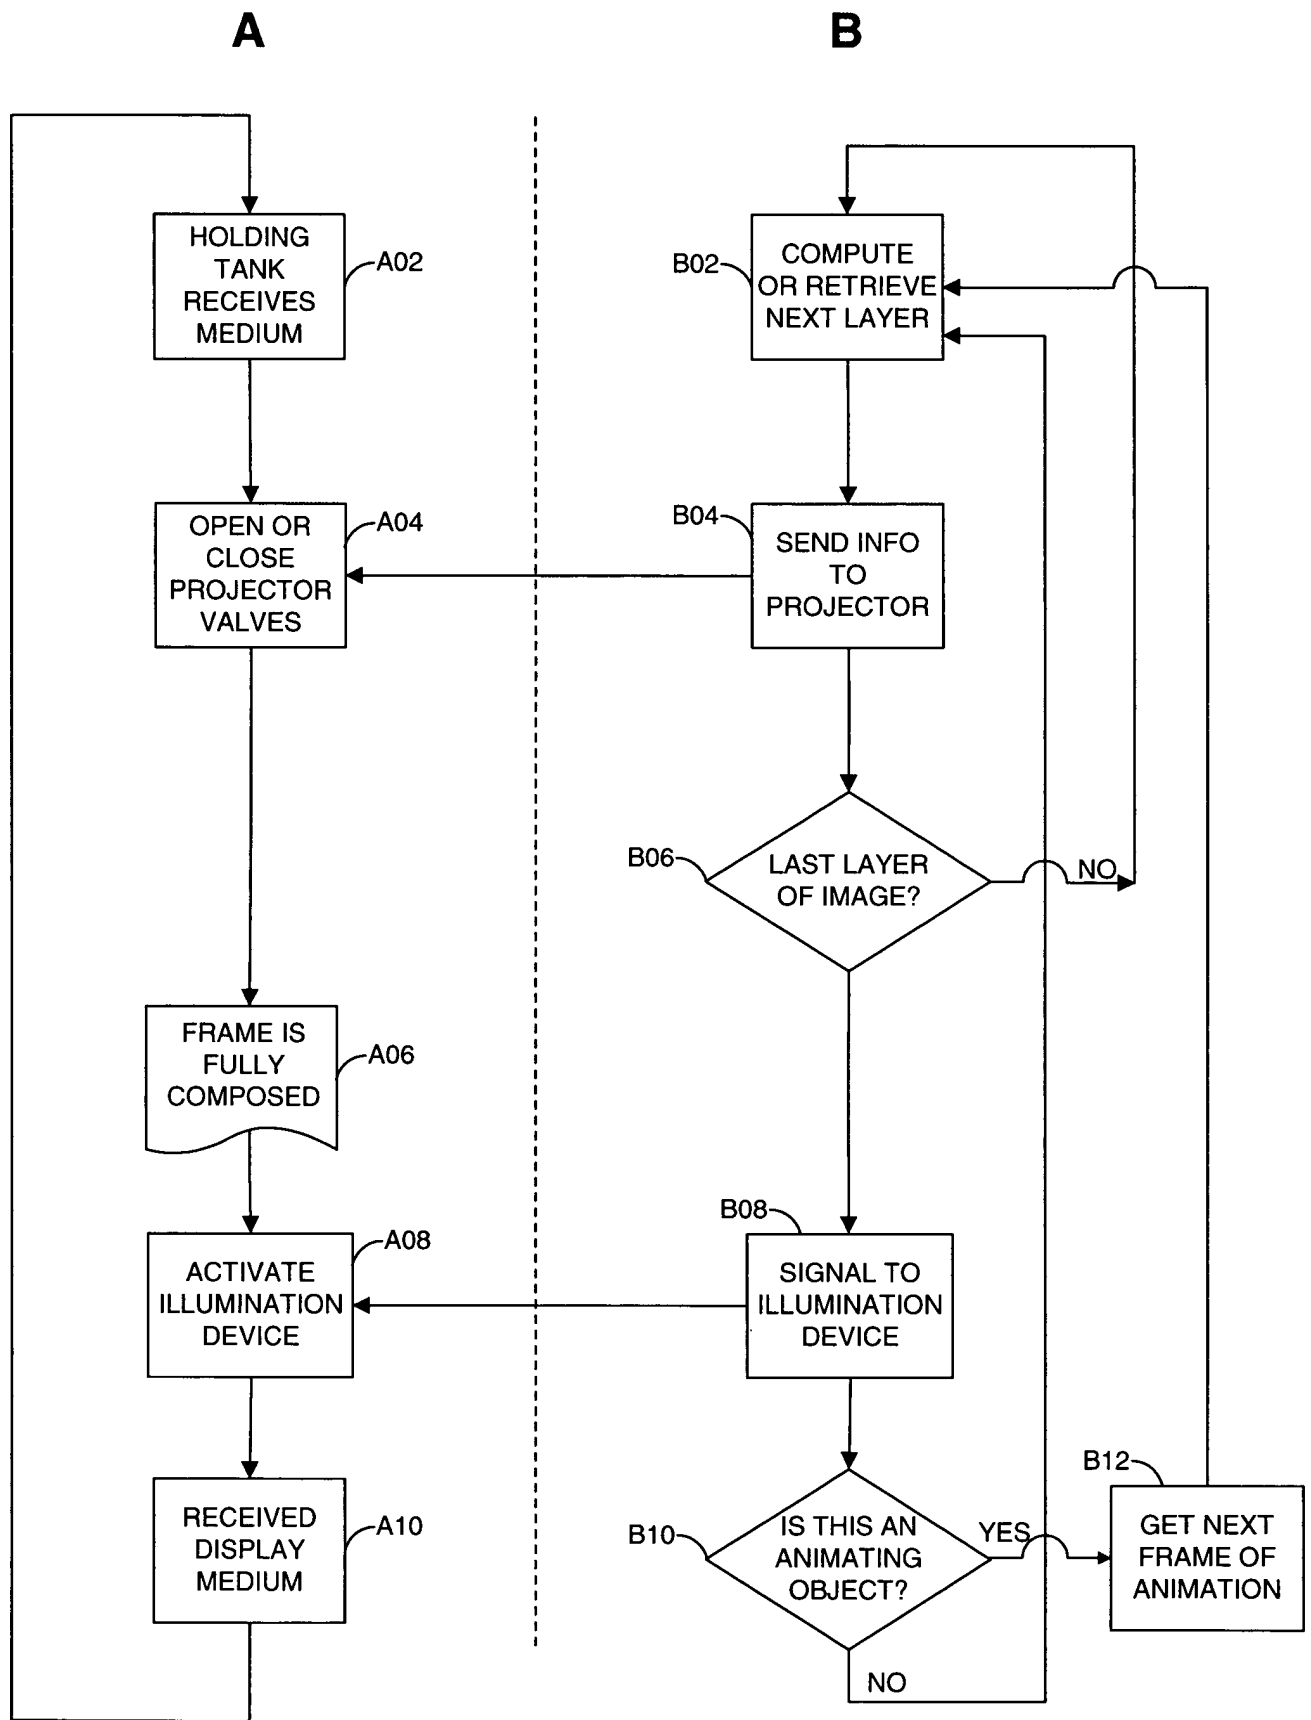 A
B
HOLDING
TANK
RECEIVES
MEDIUM
A02
COMPUTE
OR RETRIEVE
NEXT LAYER
B02
OPEN OR
CLOSE
PROJECTOR
VALVES
A04
SEND INFO
TO
PROJECTOR
B04
LAST LAYER
OF IMAGE?
B06
NO
FRAME IS
FULLY
COMPOSED
A06
ACTIVATE
ILLUMINATION
DEVICE
A08
SIGNAL TO
ILLUMINATION
DEVICE
B08
RECEIVED
DISPLAY
MEDIUM
A10
IS THIS AN
ANIMATING
OBJECT?
B10
YES
NO
GET NEXT
FRAME OF
ANIMATION
B12